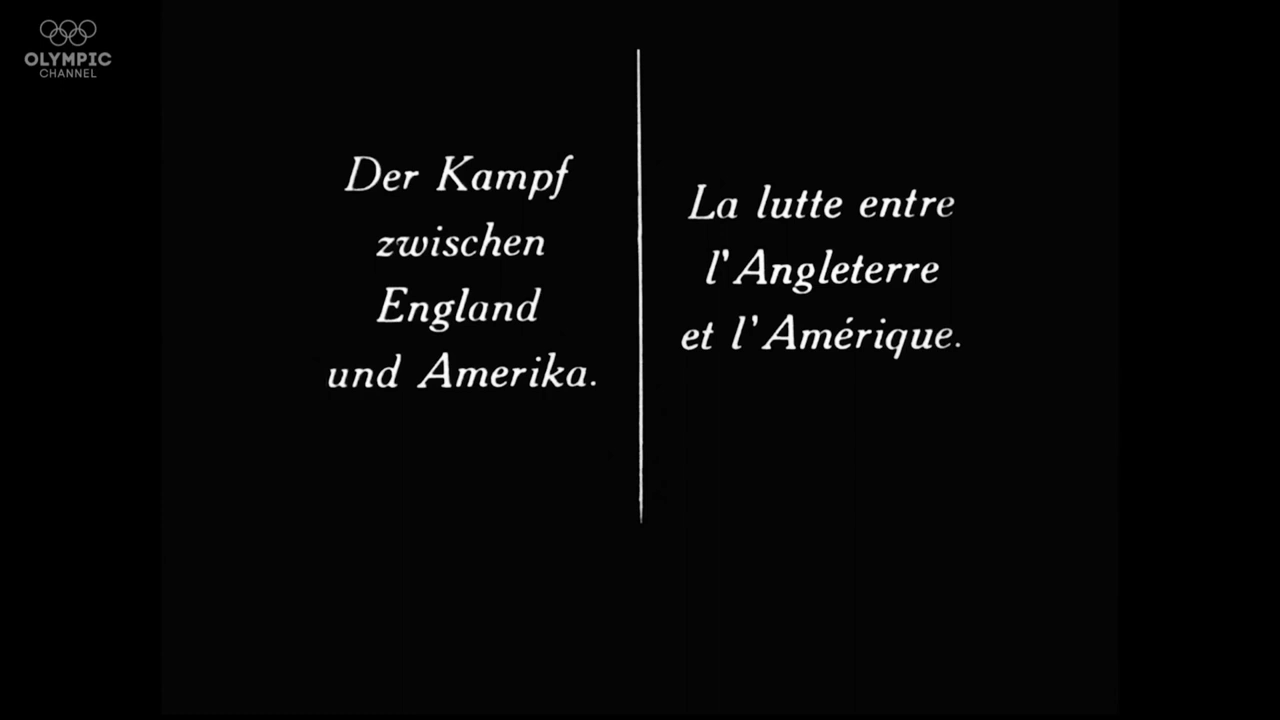 OLYMPIC
CHANNEL
Der Kampf
zwischen
England
und Amerika.
La lutte entre
l'Angleterre
et l'Amérique.